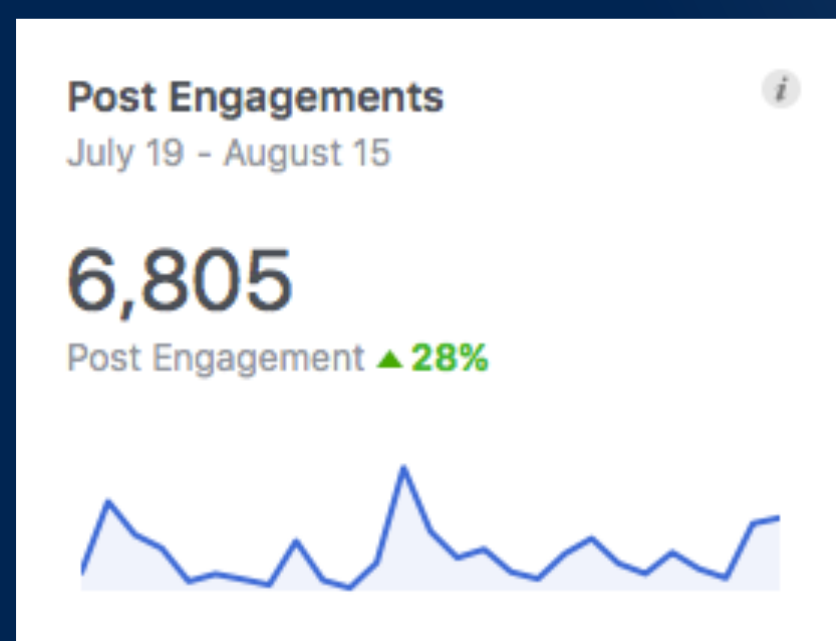 Post Engagements
i
July 19 - August 15
6,805
Post Engagement ▲ 28%